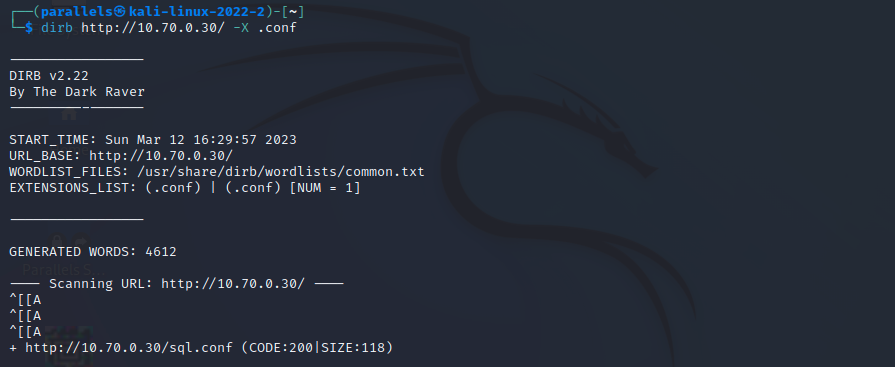 ┌──(parallels㉿kali-linux-2022-2)-[~]
└─$ dirb http://10.70.0.30/ -X .conf
-----------------
DIRB v2.22
By The Dark Raver
-----------------
START_TIME: Sun Mar 12 16:29:57 2023
URL_BASE: http://10.70.0.30/
WORDLIST_FILES: /usr/share/dirb/wordlists/common.txt
EXTENSIONS_LIST: (.conf) | (.conf) [NUM = 1]
-----------------
GENERATED WORDS: 4612
Parallels S...
---- Scanning URL: http://10.70.0.30/ ----
^[[A
^[[A
^[[A
+ http://10.70.0.30/sql.conf (CODE:200|SIZE:118)